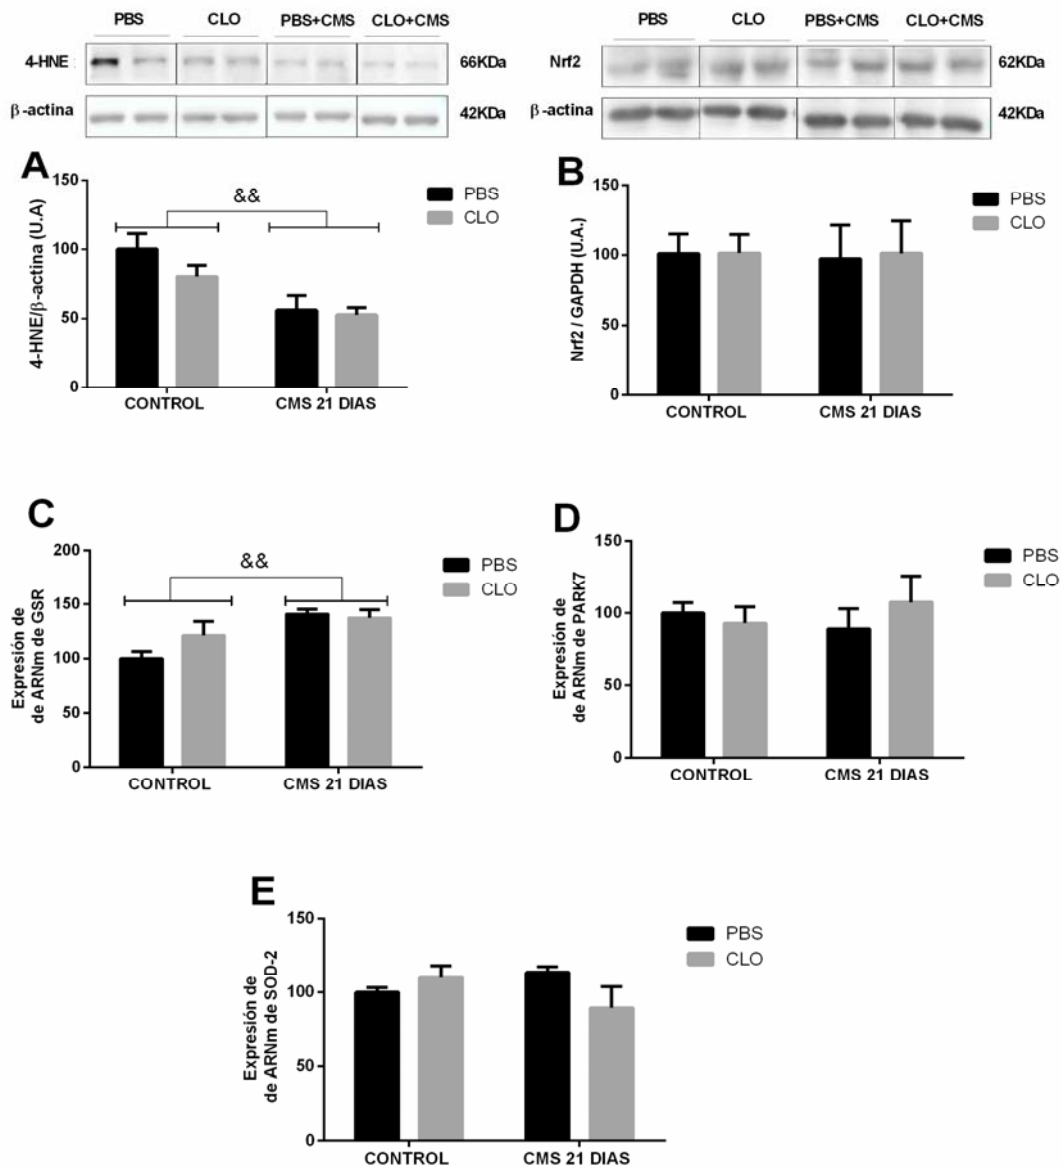 PBS CLO PBS+CMS CLO+CMS
4-HNE 66KDa
β-actina 42KDa
PBS CLO PBS+CMS CLO+CMS
Nrf2 62KDa
β-actina 42KDa
A
4-HNE/β-actina (U.A)
150
100
50
0
&&
PBS
CLO
CONTROL CMS 21 DIAS
B
Nrf2 / GAPDH (U.A.)
150
100
50
0
PBS
CLO
CONTROL CMS 21 DIAS
C
Expresión de
de ARNm de GSR
200
150
100
50
0
&&
PBS
CLO
CONTROL CMS 21 DIAS
D
Expresión de
de ARNm de PARK7
150
100
50
0
PBS
CLO
CONTROL CMS 21 DIAS
E
Expresión de
de ARNm de SOD-2
150
100
50
0
PBS
CLO
CONTROL CMS 21 DIAS